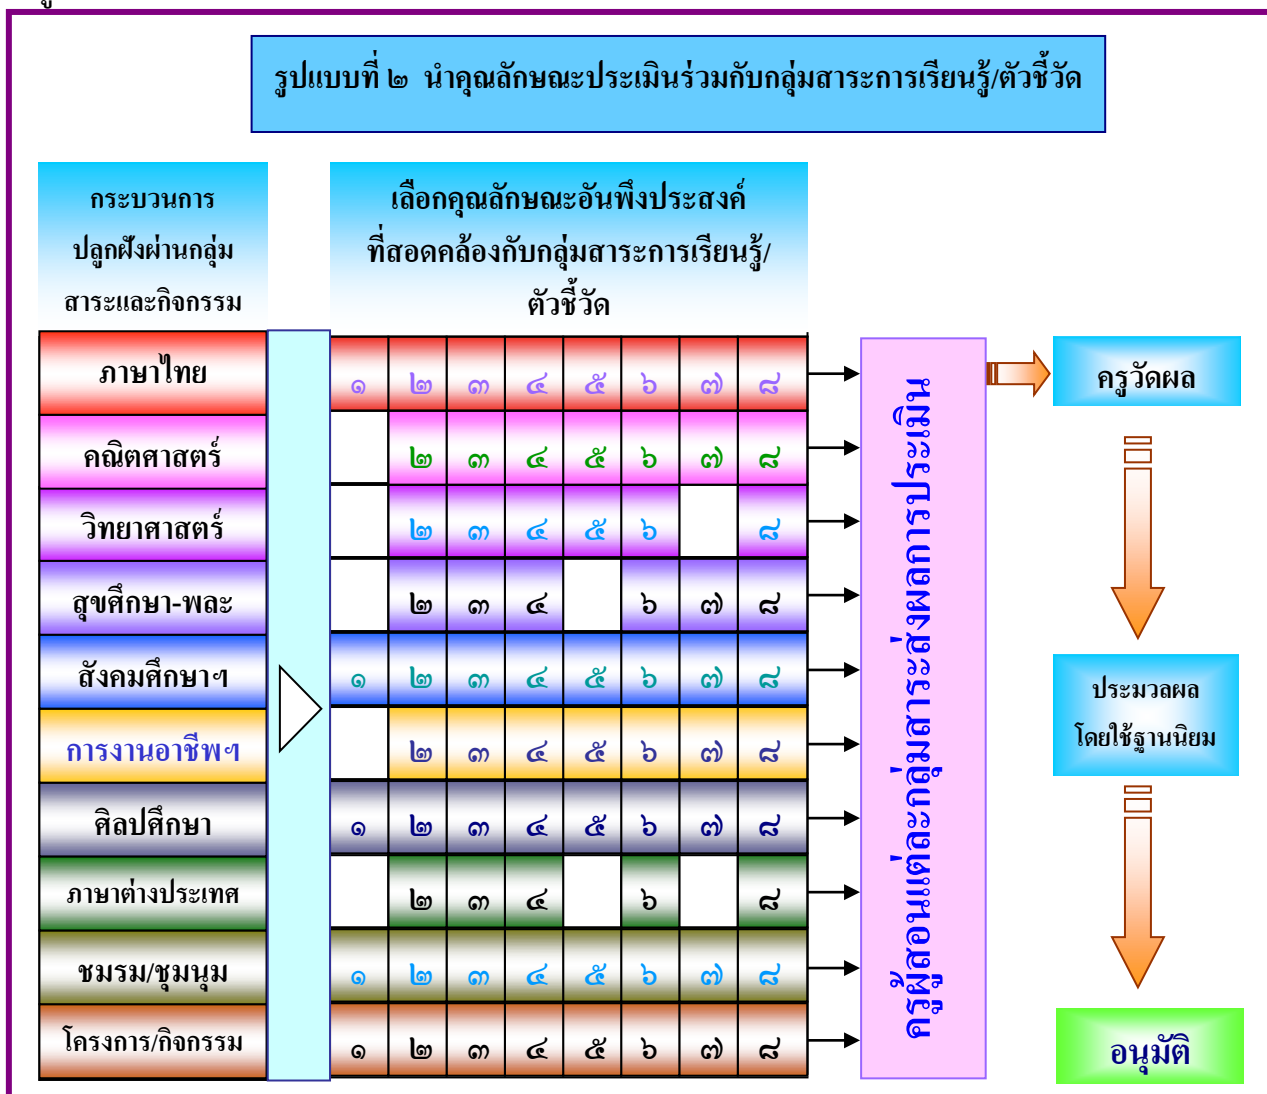 รูปแบบที่ ๒ นำคุณลักษณะประเมินร่วมกับกลุ่มสาระการเรียนรู้/ตัวชี้วัด
กระบวนการ
ปลูกฝังผ่านกลุ่ม
สาระและกิจกรรม
เลือกคุณลักษณะอันพึงประสงค์
ที่สอดคล้องกับกลุ่มสาระการเรียนรู้/
ตัวชี้วัด
ภาษาไทย ๑ ๒ ๓ ๔ ๕ ๖ ๗ ๘
คณิตศาสตร์ ๒ ๓ ๔ ๕ ๖ ๗ ๘
วิทยาศาสตร์ ๒ ๓ ๔ ๕ ๖ ๘
สุขศึกษา-พละ ๒ ๓ ๔ ๖ ๗ ๘
สังคมศึกษาฯ ๑ ๒ ๓ ๔ ๕ ๖ ๗ ๘
การงานอาชีพฯ ๒ ๓ ๔ ๕ ๖ ๗ ๘
ศิลปศึกษา ๑ ๒ ๓ ๔ ๕ ๖ ๗ ๘
ภาษาต่างประเทศ ๒ ๓ ๔ ๖ ๘
ชมรม/ชุมนุม ๑ ๒ ๓ ๔ ๕ ๖ ๗ ๘
โครงการ/กิจกรรม ๑ ๒ ๓ ๔ ๕ ๖ ๗ ๘
ครูผู้สอนแต่ละกลุ่มสาระส่งผลการประเมิน
ครูวัดผล
ประมวลผล
โดยใช้ฐานนิยม
อนุมัติ